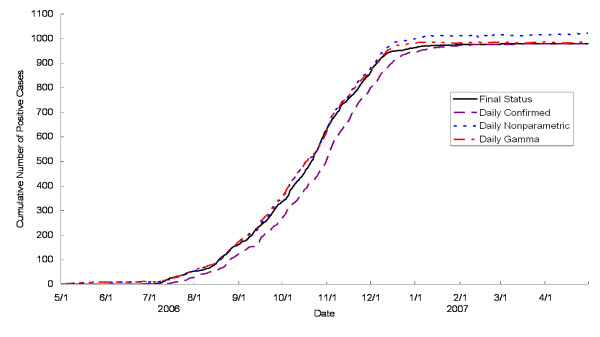 Cumulative Number of Positive Cases
1100
1000
900
800
700
600
500
400
300
200
100
0
5/1 6/1 7/1 8/1 9/1 10/1 11/1 12/1 1/1 2/1 3/1 4/1
2006 2007
Date
Final Status
Daily Confirmed
Daily Nonparametric
Daily Gamma